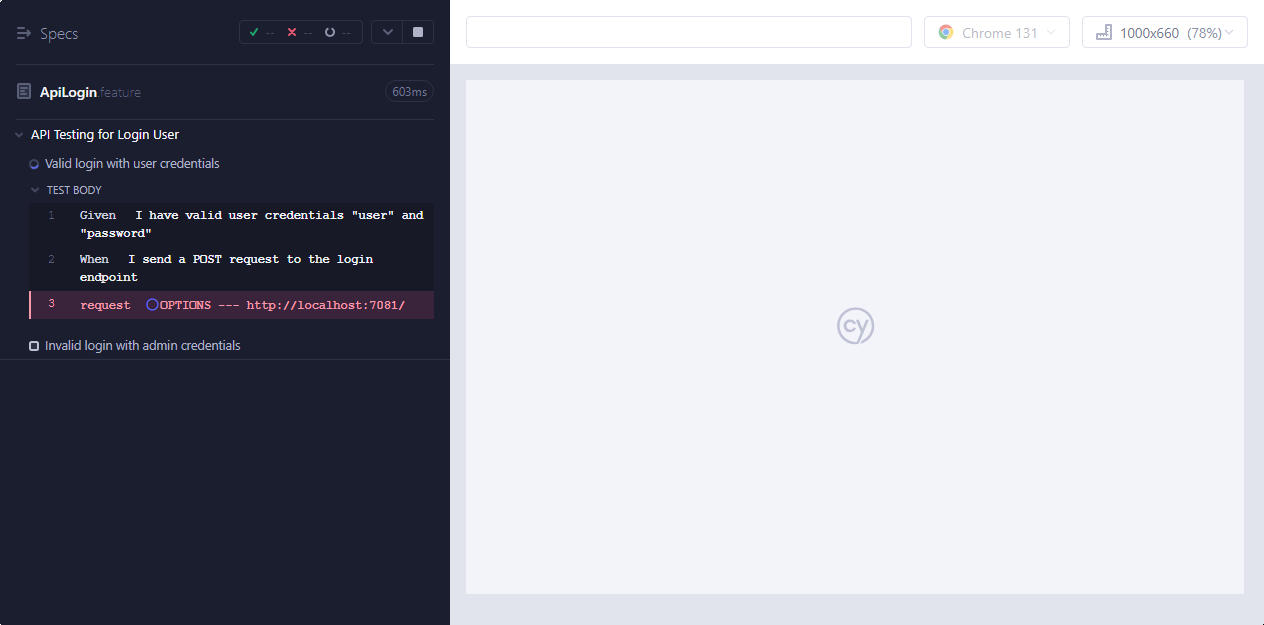 Specs
-- -- --
Chrome 131
1000x660 (78%)
ApiLogin.feature
603ms
API Testing for Login User
Valid login with user credentials
TEST BODY
1 Given I have valid user credentials "user" and
"password"
2 When I send a POST request to the login
endpoint
3 request OPTIONS --- http://localhost:7081/
Invalid login with admin credentials
cy